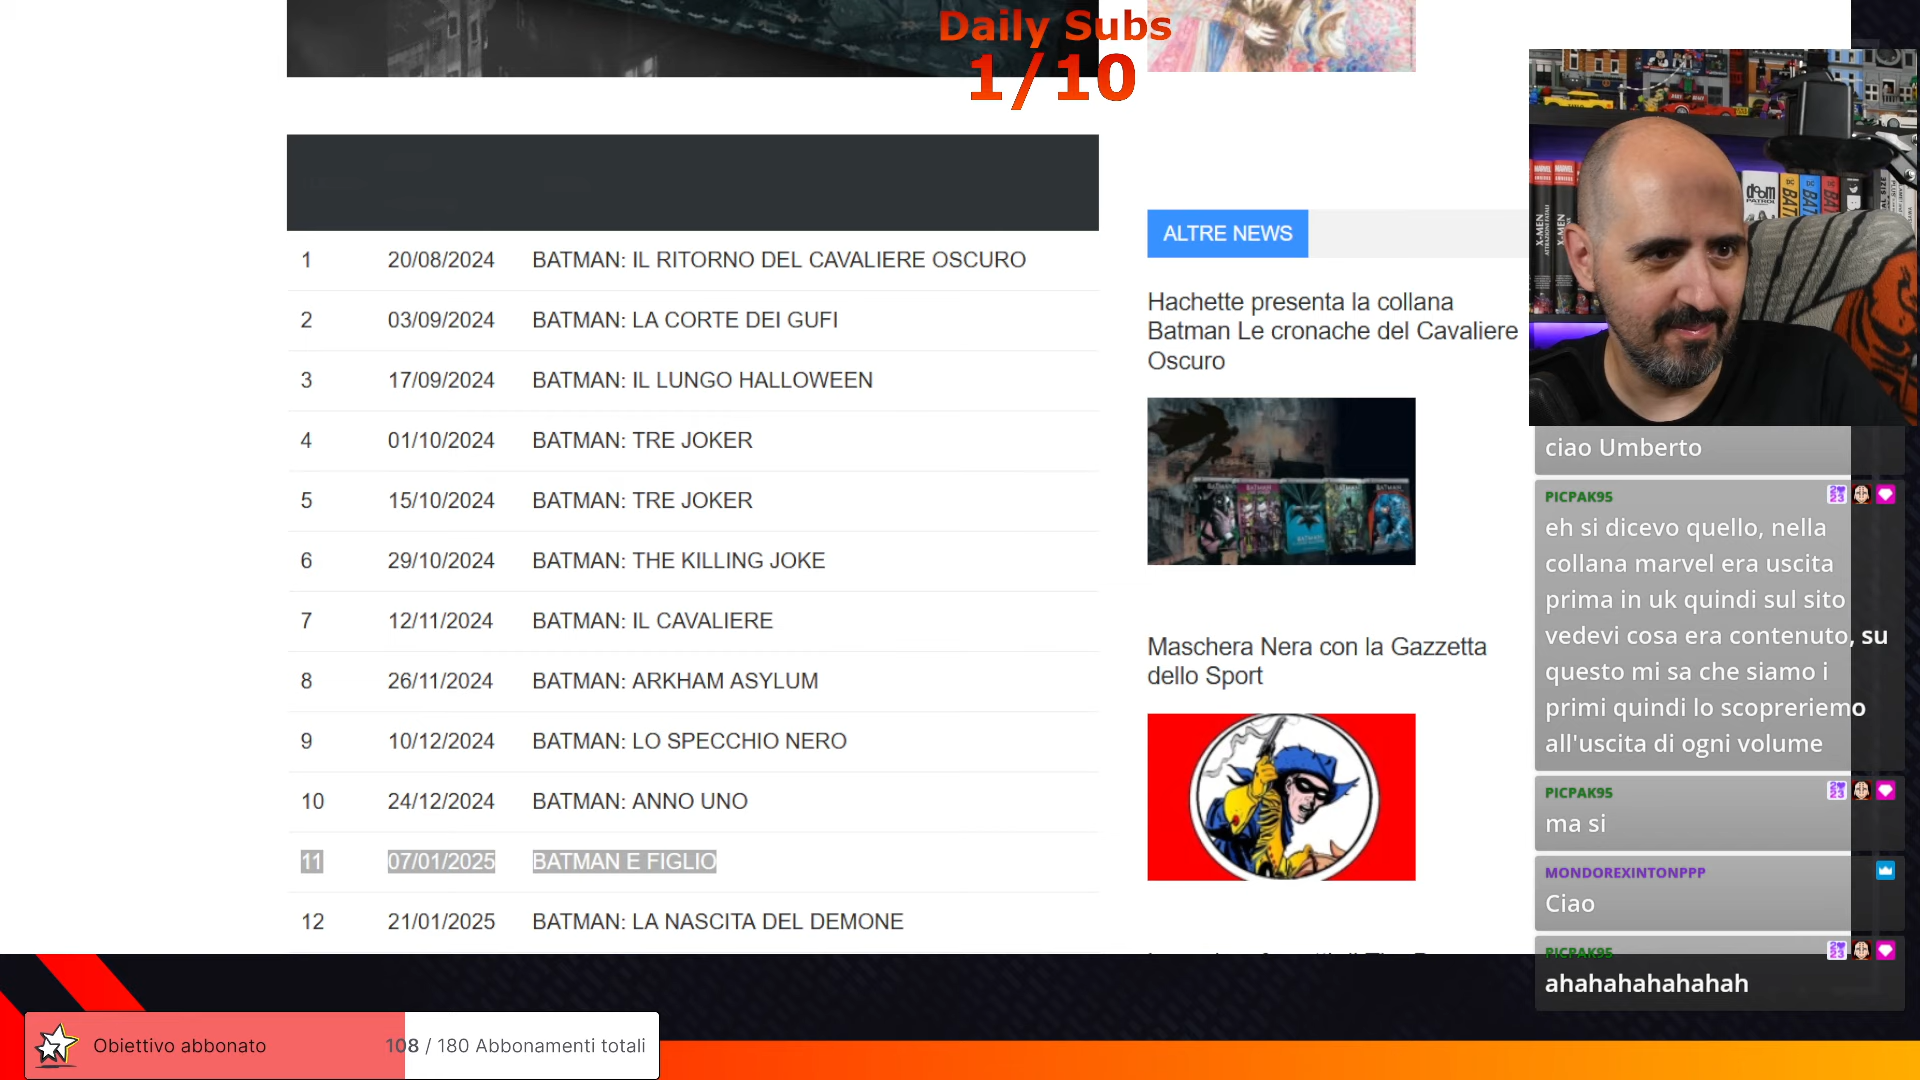 Daily Subs
1/10
1 20/08/2024 BATMAN: IL RITORNO DEL CAVALIERE OSCURO
2 03/09/2024 BATMAN: LA CORTE DEI GUFI
3 17/09/2024 BATMAN: IL LUNGO HALLOWEEN
4 01/10/2024 BATMAN: TRE JOKER
5 15/10/2024 BATMAN: TRE JOKER
6 29/10/2024 BATMAN: THE KILLING JOKE
7 12/11/2024 BATMAN: IL CAVALIERE
8 26/11/2024 BATMAN: ARKHAM ASYLUM
9 10/12/2024 BATMAN: LO SPECCHIO NERO
10 24/12/2024 BATMAN: ANNO UNO
11 07/01/2025 BATMAN E FIGLIO
12 21/01/2025 BATMAN: LA NASCITA DEL DEMONE
ALTRE NEWS
Hachette presenta la collana
Batman Le cronache del Cavaliere
Oscuro
Maschera Nera con la Gazzetta
dello Sport
MARVEL
MARVEL
X-MEN
X-MEN
doom
PATROL
DC
DC
ciao Umberto
PICPAK95
eh si dicevo quello, nella
collana marvel era uscita
prima in uk quindi sul sito
vedevi cosa era contenuto, su
questo mi sa che siamo i
primi quindi lo scopreriemo
all'uscita di ogni volume
PICPAK95
ma si
MONDOREXINTONPPP
Ciao
PICPAK95
ahahahahahahah
Obiettivo abbonato 108 / 180 Abbonamenti totali